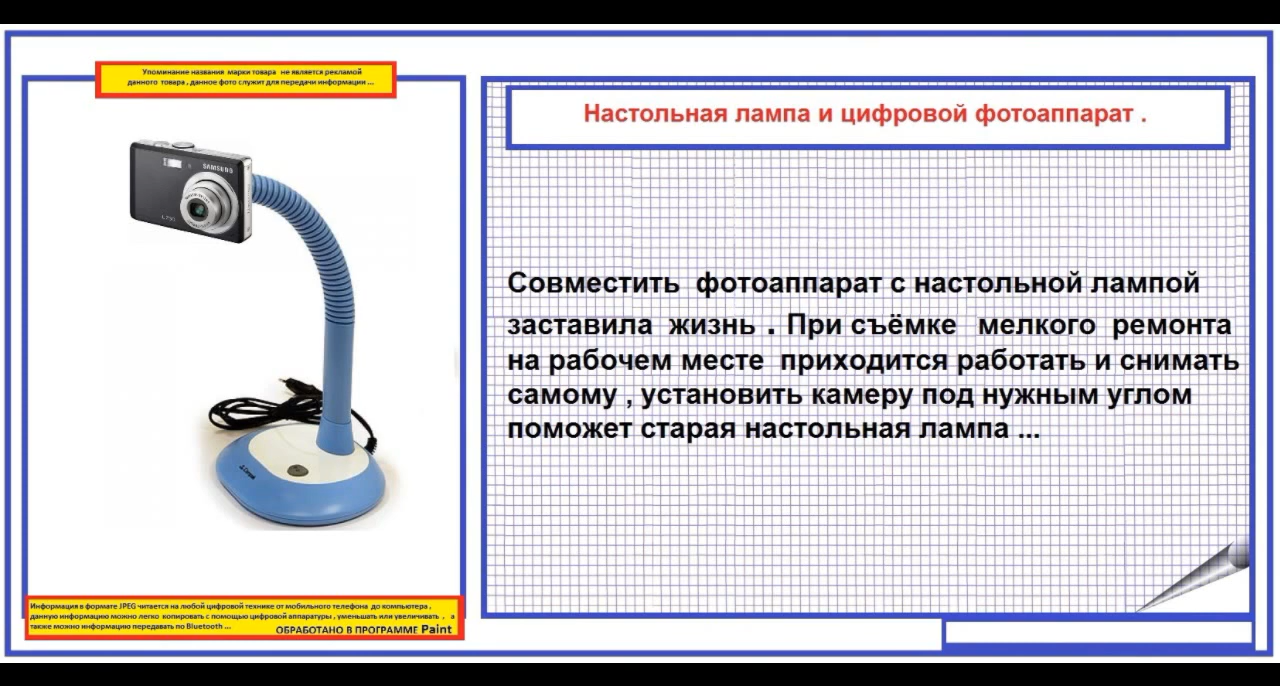 Упоминание названия марки товара не является рекламой
данного товара , данное фото служит для передачи информации ...
Настольная лампа и цифровой фотоаппарат .
SAMSUNG
Совместить фотоаппарат с настольной лампой
заставила жизнь . При съёмке мелкого ремонта
на рабочем месте приходится работать и снимать
самому , установить камеру под нужным углом
поможет старая настольная лампа ...
Информация в формате JPEG читается на любой цифровой технике от мобильного телефона до компьютера ,
данную информацию можно легко копировать с помощью цифровой аппаратуры , уменьшать или увеличивать , а
также можно информацию передавать по Bluetooth ...
ОБРАБОТАНО В ПРОГРАММЕ Paint